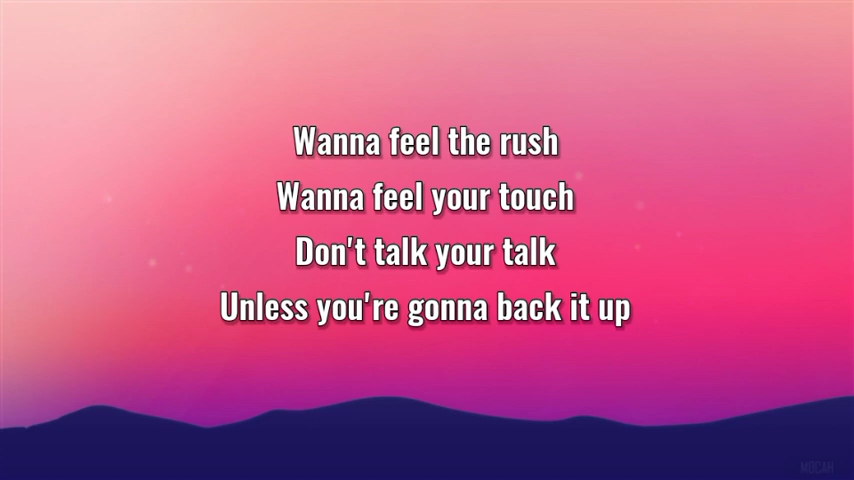 Wanna feel the rush
Wanna feel your touch
Don't talk your talk
Unless you're gonna back it up
MOCAH